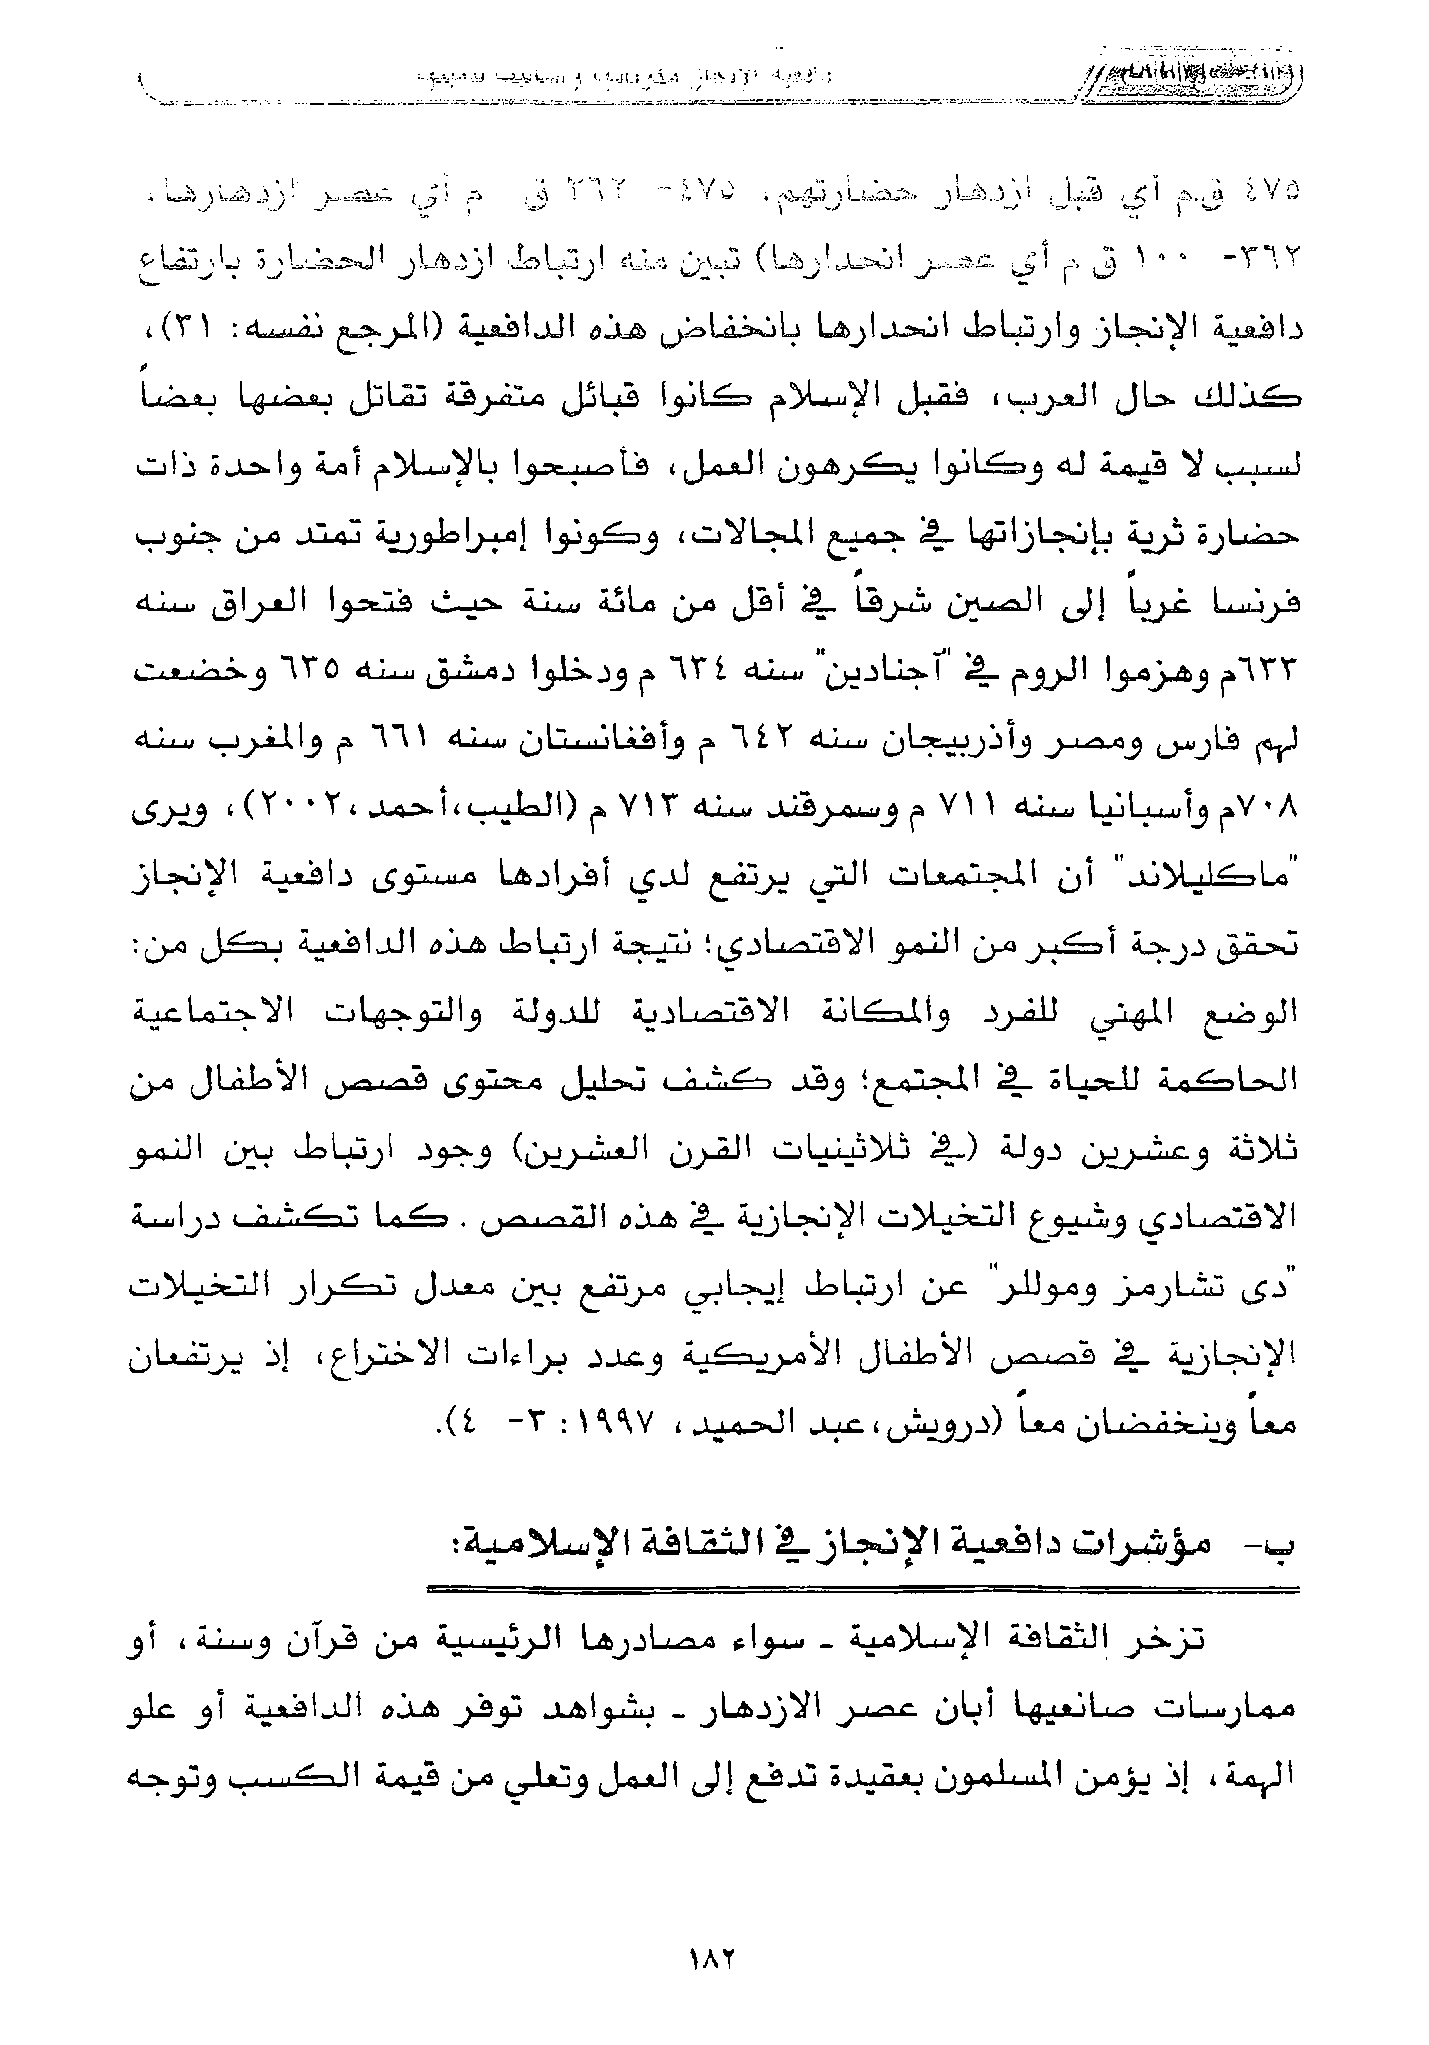 دافعية الإنجاز
٤٧٥ ق.م أي قبل ازدهار حضارتهم، ٤٧٥- ٣٦٢ ق م أي عصر ازدهارها،
٣٦٢- ١٠٠ ق م أي عصر انحدارها) تبين منه ارتباط ازدهار الحضارة بارتفاع
دافعية الإنجاز وارتباط انحدارها بانخفاض هذه الدافعية (المرجع نفسه: ٣١)،
كذلك حال العرب، فقبل الإسلام كانوا قبائل متفرقة تقاتل بعضها بعضاً
لسبب لا قيمة له وكانوا يكرهون العمل، فأصبحوا بالإسلام أمة واحدة ذات
حضارة ثرية بإنجازاتها في جميع المجالات، وكونوا إمبراطورية تمتد من جنوب
فرنسا غرباً إلى الصين شرقاً في أقل من مائة سنة حيث فتحوا العراق سنه
٦٣٣م وهزموا الروم في "آجنادين" سنه ٦٣٤ م ودخلوا دمشق سنه ٦٣٥ وخضعت
لهم فارس ومصر وأذربيجان سنه ٦٤٢ م وأفغانستان سنه ٦٦١ م والمغرب سنه
٧٠٨م وأسبانيا سنه ٧١١ م وسمرقند سنه ٧١٣ م (الطيب،أحمد ،٢٠٠٢)، ويرى
"ماكليلاند" أن المجتمعات التي يرتفع لدي أفرادها مستوى دافعية الإنجاز
تحقق درجة أكبر من النمو الاقتصادي؛ نتيجة ارتباط هذه الدافعية بكل من:
الوضع المهني للفرد والمكانة الاقتصادية للدولة والتوجهات الاجتماعية
الحاكمة للحياة في المجتمع؛ وقد كشف تحليل محتوى قصص الأطفال من
ثلاثة وعشرين دولة (في ثلاثينيات القرن العشرين) وجود ارتباط بين النمو
الاقتصادي وشيوع التخيلات الإنجازية في هذه القصص . كما تكشف دراسة
"دى تشارمز وموللر" عن ارتباط إيجابي مرتفع بين معدل تكرار التخيلات
الإنجازية في قصص الأطفال الأمريكية وعدد براءات الاختراع، إذ يرتفعان
معاً وينخفضان معاً (درويش،عبد الحميد، ١٩٩٧: ٣- ٤).
ب- مؤشرات دافعية الإنجاز في الثقافة الإسلامية:
تزخر الثقافة الإسلامية ـ سواء مصادرها الرئيسية من قرآن وسنة، أو
ممارسات صانعيها أبان عصر الازدهار ـ بشواهد توفر هذه الدافعية أو علو
الهمة، إذ يؤمن المسلمون بعقيدة تدفع إلى العمل وتعلي من قيمة الكسب وتوجه
١٨٢